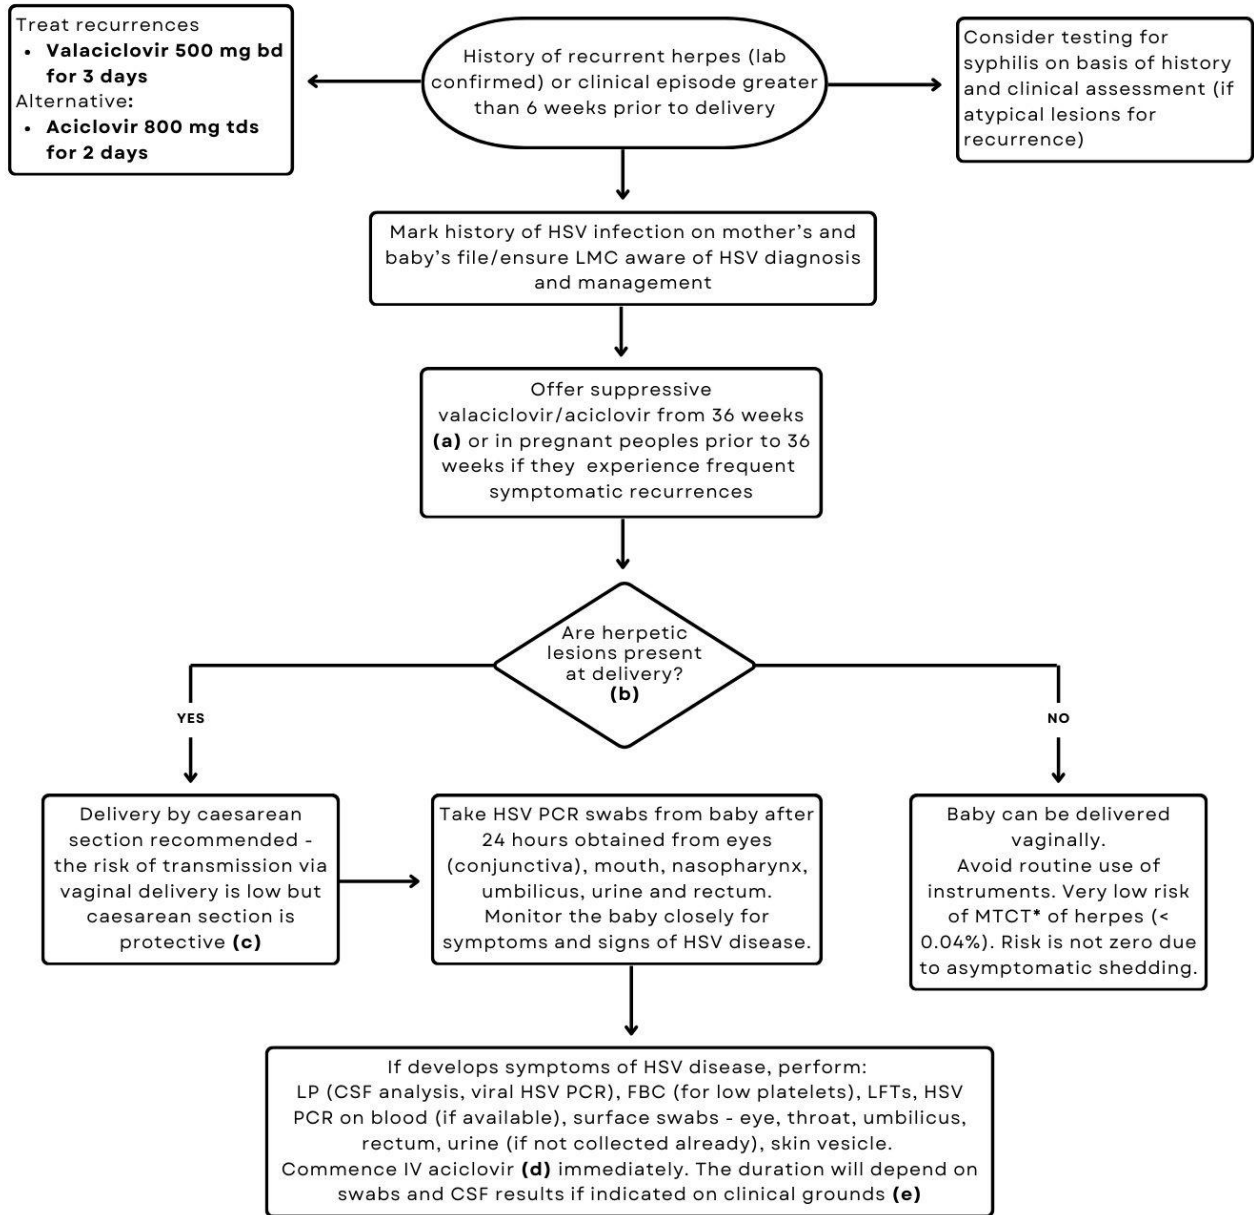 Treat recurrences
• Valaciclovir 500 mg bd
for 3 days
Alternative:
• Aciclovir 800 mg tds
for 2 days
History of recurrent herpes (lab
confirmed) or clinical episode greater
than 6 weeks prior to delivery
Consider testing for
syphilis on basis of history
and clinical assessment (if
atypical lesions for
recurrence)
Mark history of HSV infection on mother’s and
baby’s file/ensure LMC aware of HSV diagnosis
and management
Offer suppressive
valaciclovir/aciclovir from 36 weeks
(a) or in pregnant peoples prior to 36
weeks if they experience frequent
symptomatic recurrences
Are herpetic
lesions present
at delivery?
(b)
YES
NO
Delivery by caesarean
section recommended -
the risk of transmission via
vaginal delivery is low but
caesarean section is
protective (c)
Take HSV PCR swabs from baby after
24 hours obtained from eyes
(conjunctiva), mouth, nasopharynx,
umbilicus, urine and rectum.
Monitor the baby closely for
symptoms and signs of HSV disease.
Baby can be delivered
vaginally.
Avoid routine use of
instruments. Very low risk
of MTCT* of herpes (<
0.04%). Risk is not zero due
to asymptomatic shedding.
If develops symptoms of HSV disease, perform:
LP (CSF analysis, viral HSV PCR), FBC (for low platelets), LFTs, HSV
PCR on blood (if available), surface swabs - eye, throat, umbilicus,
rectum, urine (if not collected already), skin vesicle.
Commence IV aciclovir (d) immediately. The duration will depend on
swabs and CSF results if indicated on clinical grounds (e)